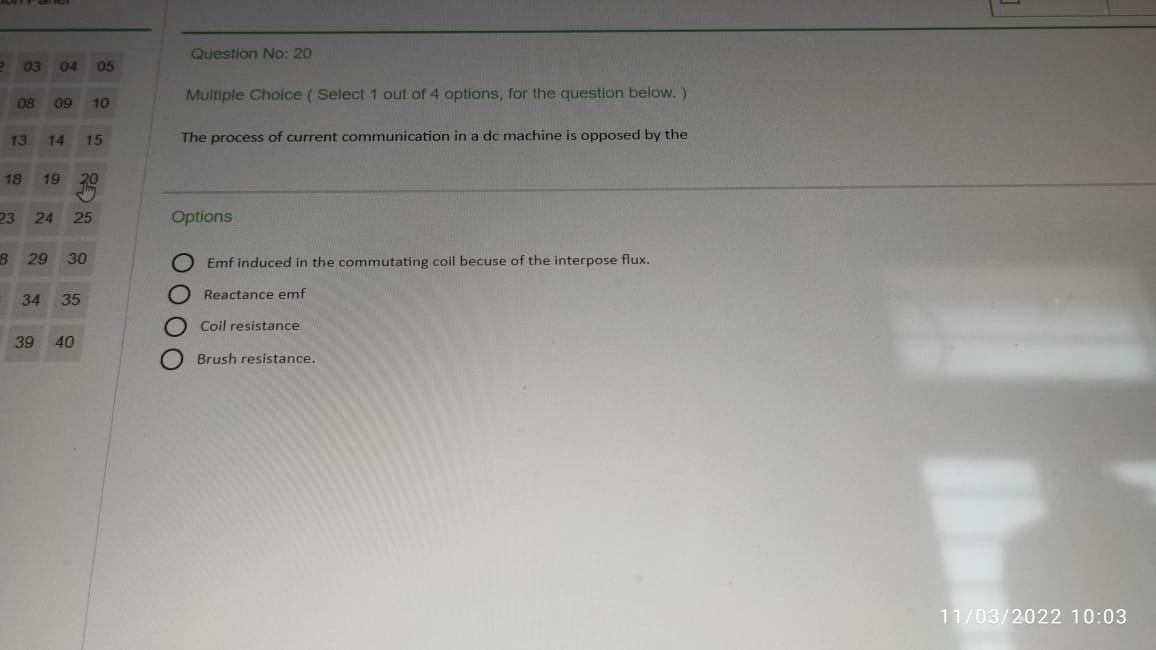 Question No: 20
03 04 05
Multiple Choice ( Select 1 out of 4 options, for the question below. )
08 09 10
The process of current communication in a dc machine is opposed by the
13 14 15
18 19 20
Options
23 24 25
Emf induced in the commutating coil becuse of the interpose flux.
29 30
Reactance emf
34 35
Coil resistance
39 40
Brush resistance.
11/03/2022 10:03